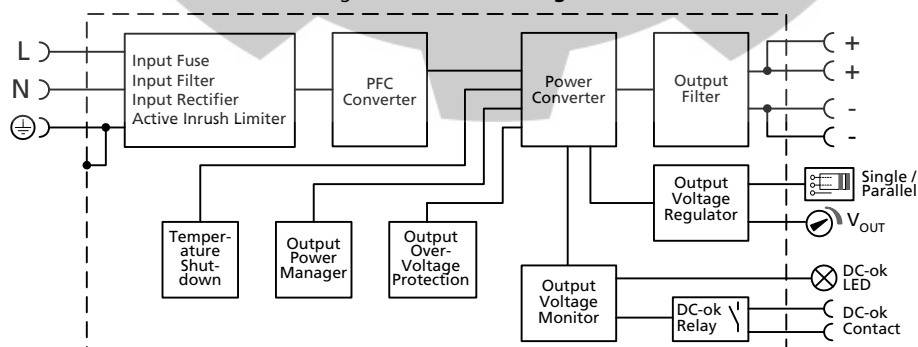 L
N
Input Fuse
Input Filter
Input Rectifier
Active Inrush Limiter
PFC
Converter
Power
Converter
Output
Filter
+
+
-
-
Output
Voltage
Regulator
Single /
Parallel
VOUT
Temper-
ature
Shut-
down
Output
Power
Manager
Output
Over-
Voltage
Protection
Output
Voltage
Monitor
DC-ok
Relay
DC-ok
LED
DC-ok
Contact